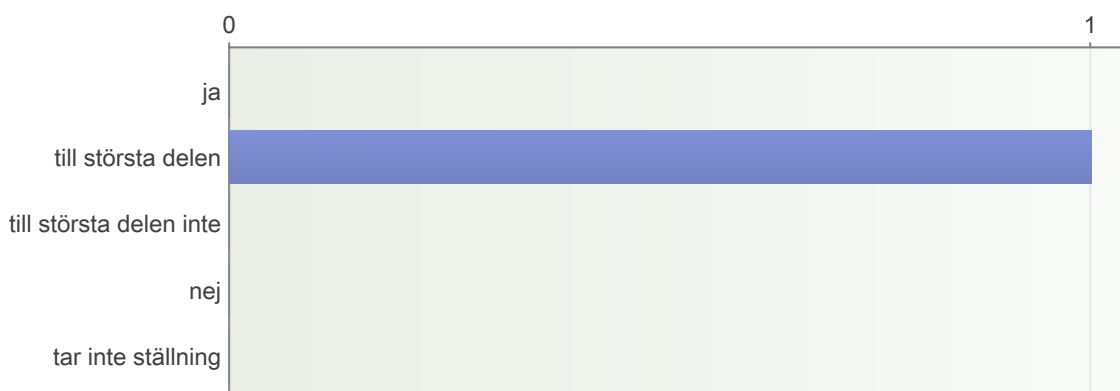 0 1
ja
till största delen
till största delen inte
nej
tar inte ställning